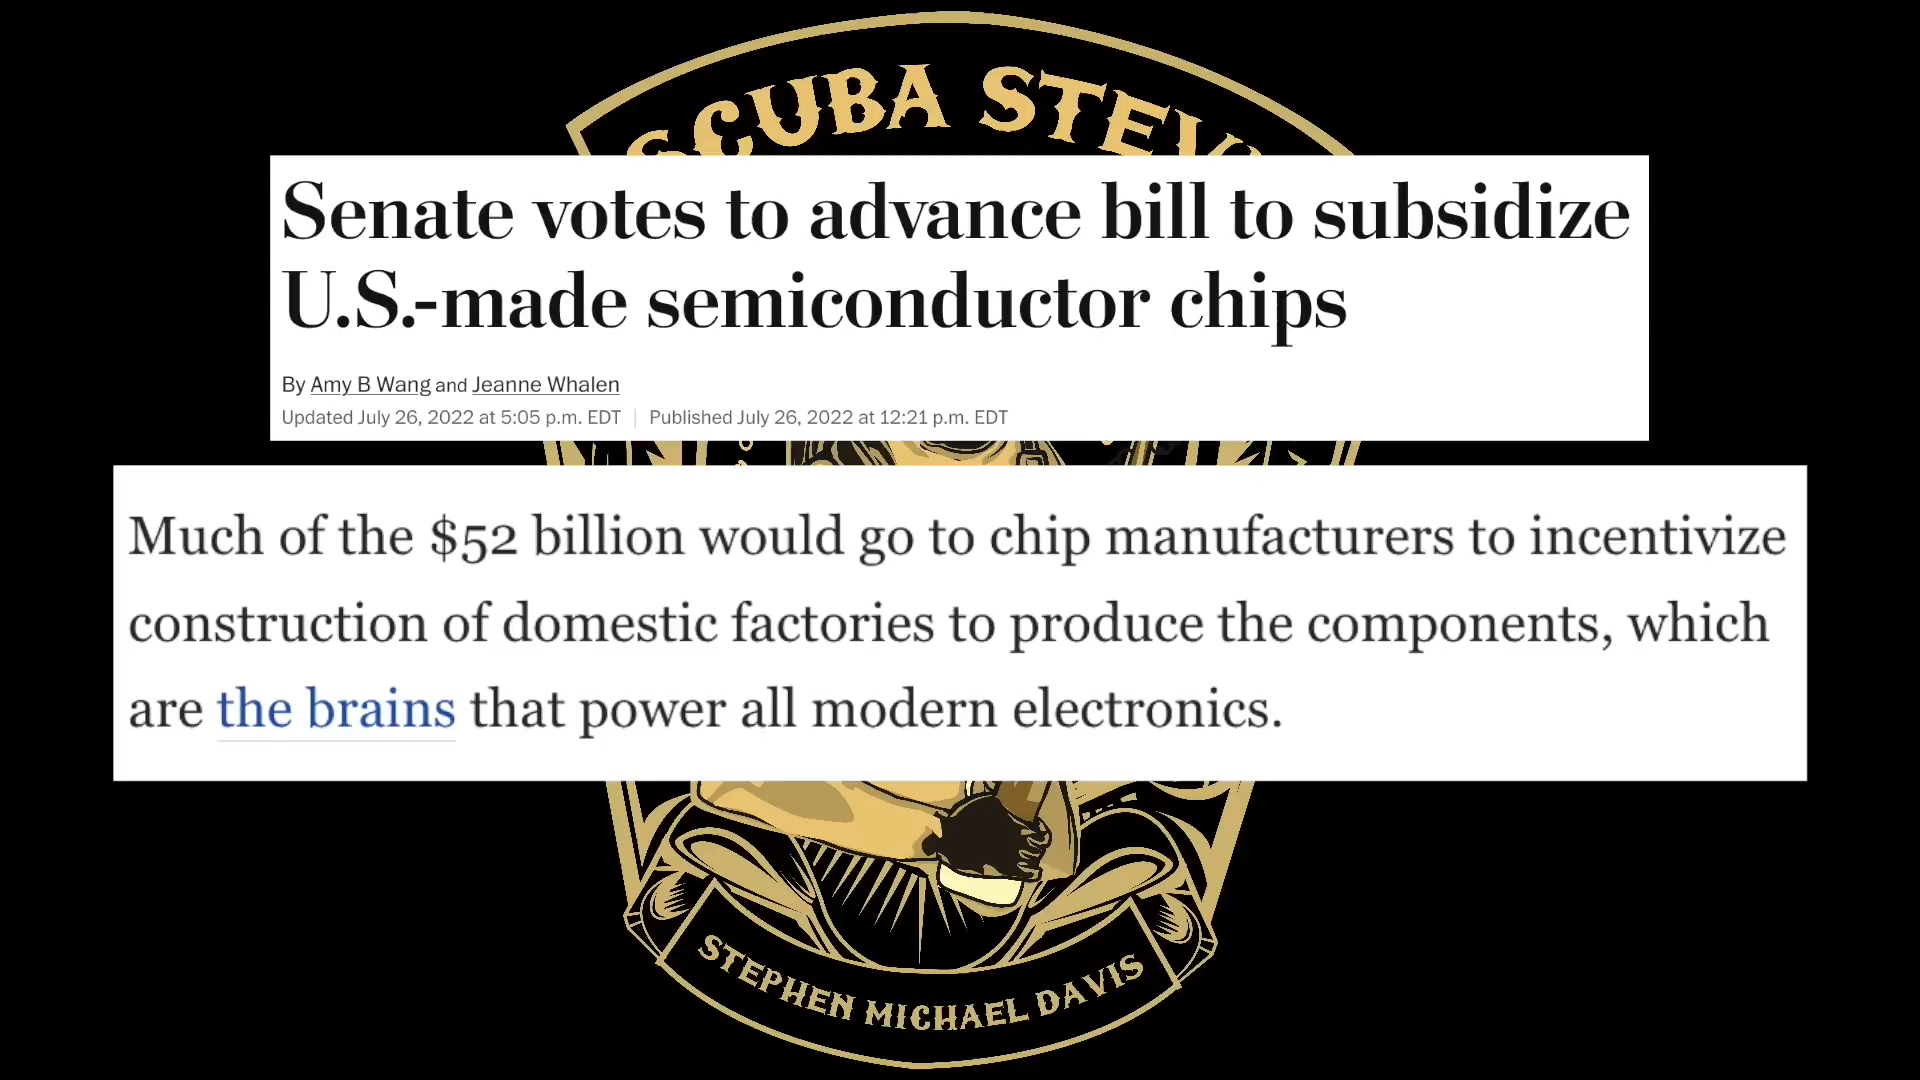 SCUBA STEV
Senate votes to advance bill to subsidize
U.S.-made semiconductor chips
By Amy B Wang and Jeanne Whalen
Updated July 26, 2022 at 5:05 p.m. EDT | Published July 26, 2022 at 12:21 p.m. EDT
Much of the $52 billion would go to chip manufacturers to incentivize
construction of domestic factories to produce the components, which
are the brains that power all modern electronics.
STEPHEN MICHAEL DAVIS